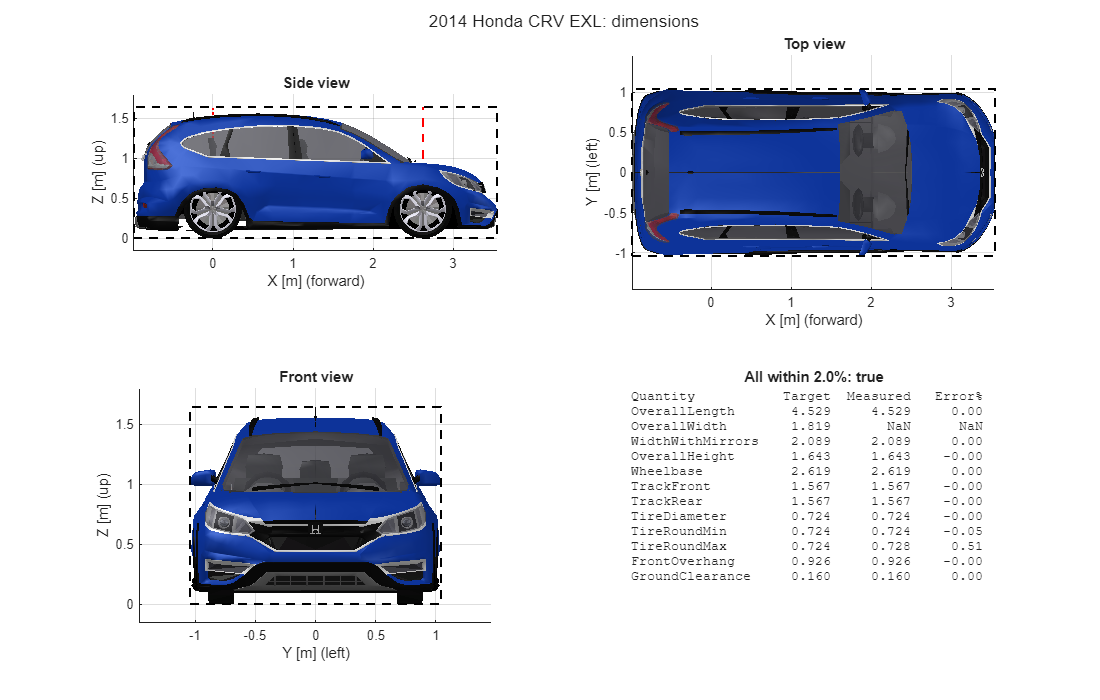 2014 Honda CRV EXL: dimensions
Side view
Z [m] (up)
1.5
1
0.5
0
0 1 2 3
X [m] (forward)
Top view
Y [m] (left)
1
0.5
0
-0.5
-1
0 1 2 3
X [m] (forward)
Front view
Z [m] (up)
1.5
1
0.5
0
-1 -0.5 0 0.5 1
Y [m] (left)
All within 2.0%: true
Quantity Target Measured Error%
OverallLength 4.529 4.529 0.00
OverallWidth 1.819 NaN NaN
WidthWithMirrors 2.089 2.089 0.00
OverallHeight 1.643 1.643 -0.00
Wheelbase 2.619 2.619 0.00
TrackFront 1.567 1.567 -0.00
TrackRear 1.567 1.567 -0.00
TireDiameter 0.724 0.724 -0.00
TireRoundMin 0.724 0.724 -0.05
TireRoundMax 0.724 0.728 0.51
FrontOverhang 0.926 0.926 -0.00
GroundClearance 0.160 0.160 0.00